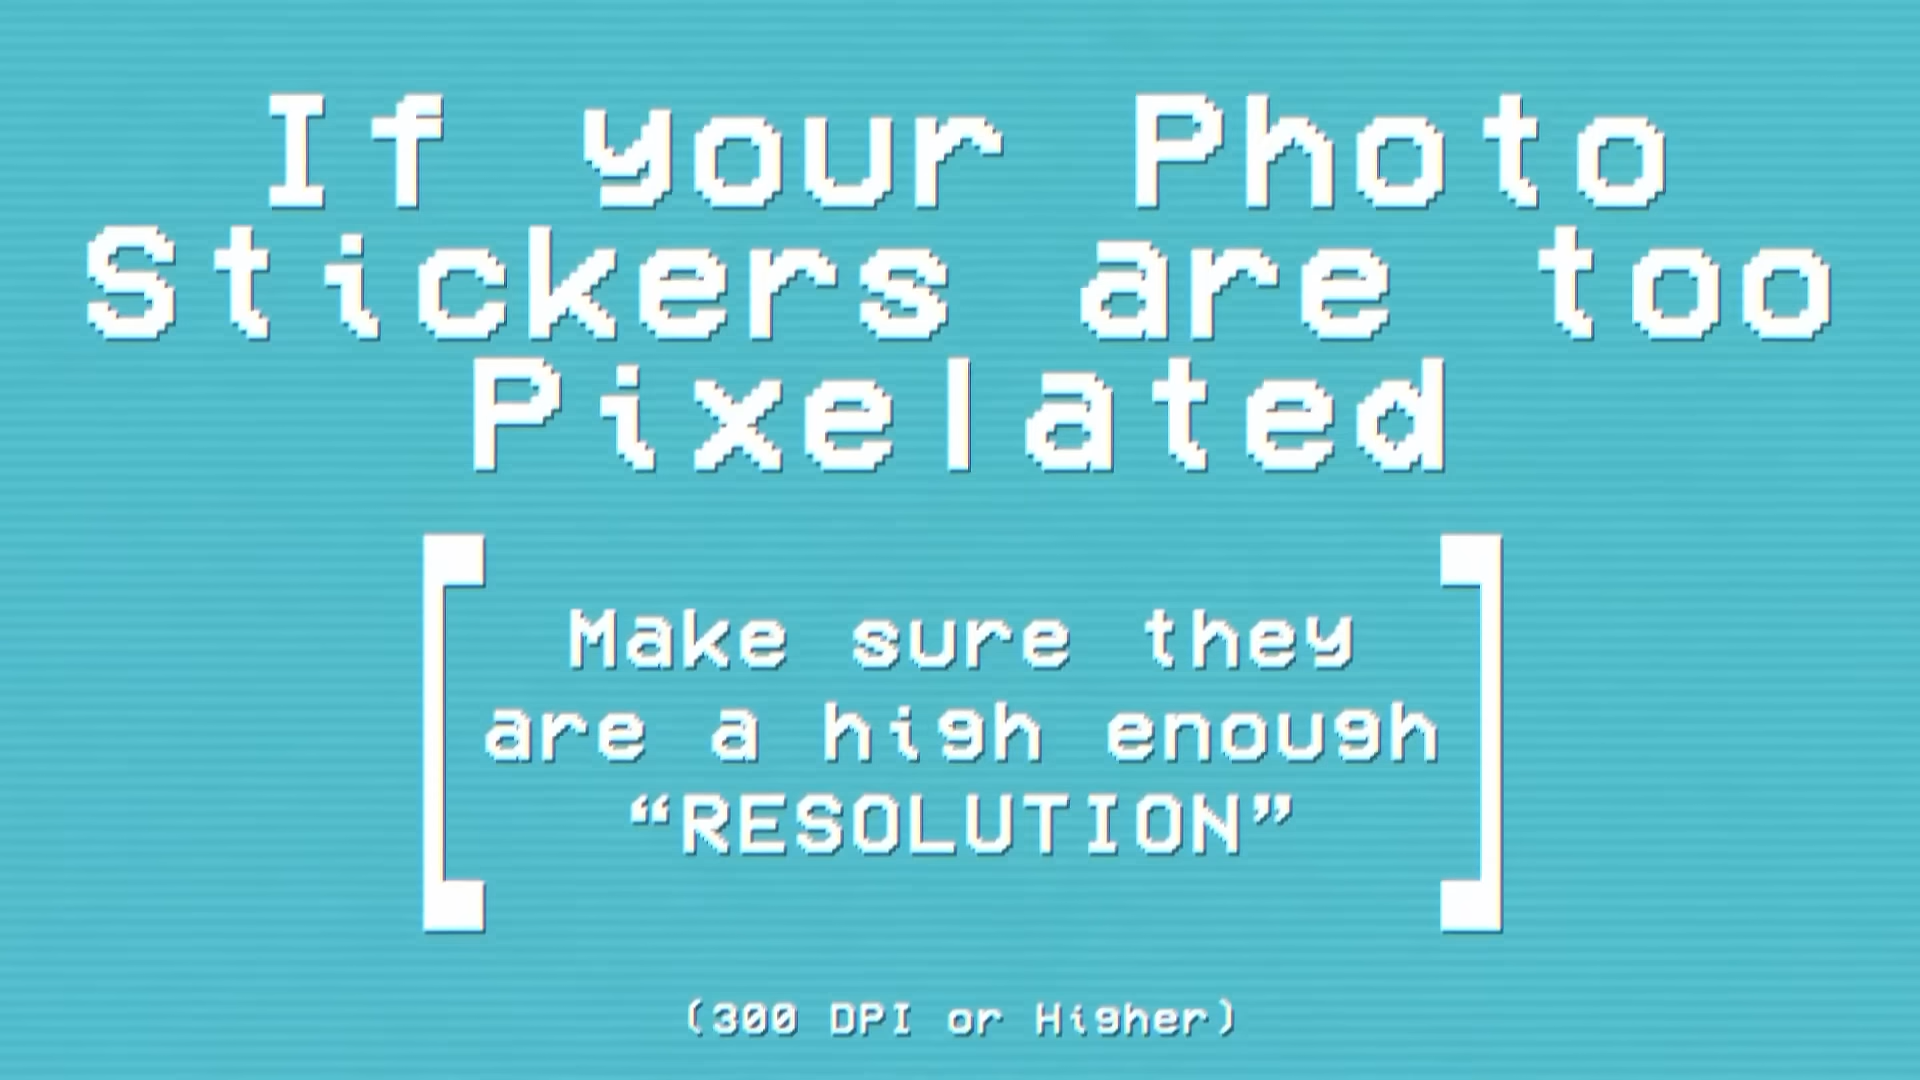 If your Photo
Stickers are too
Pixelated
Make sure they
are a high enough
“RESOLUTION”
(300 DPI or Higher)